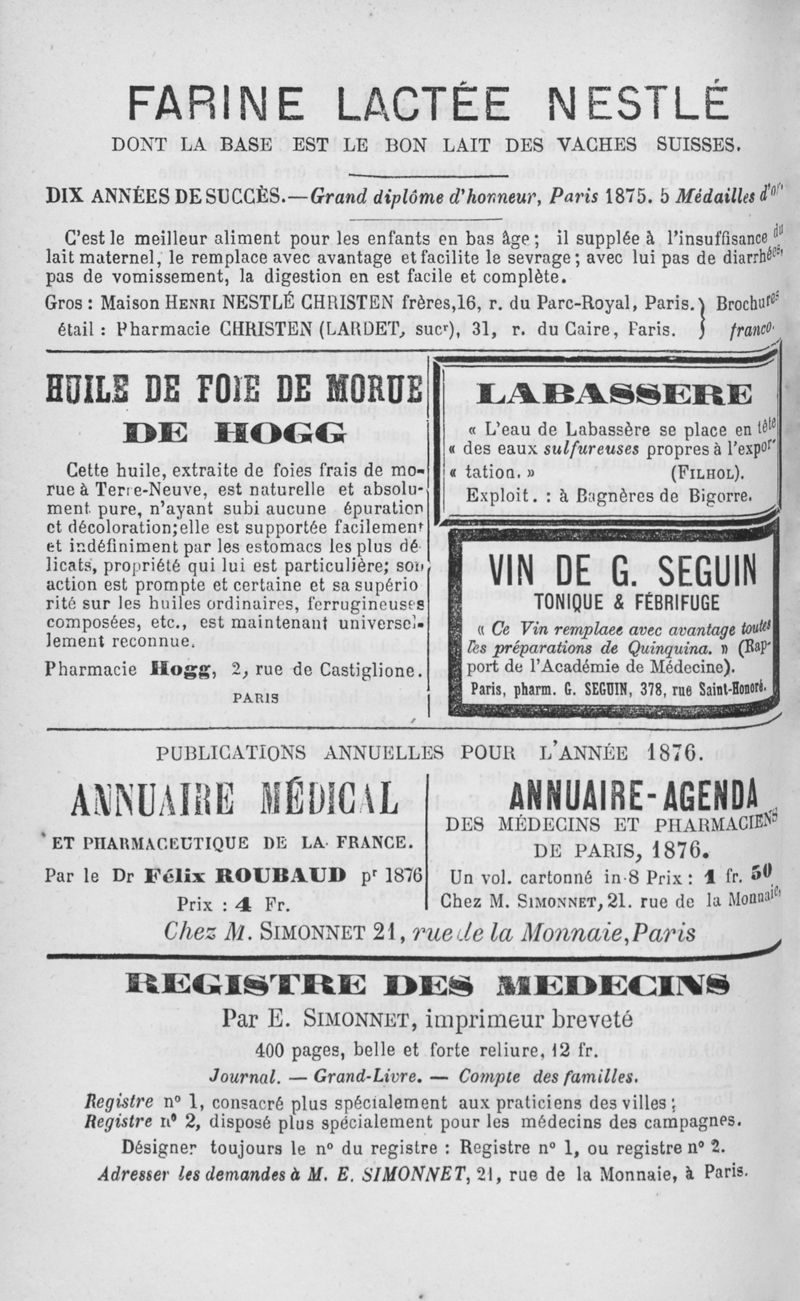 FARINE LACTÉE NESTLÉ
DONT LA BASE EST LE BON LAIT DES VACHES SUISSES.
DIX ANNÉES DE SUCCÈS.—Grand diplôme d'honneur, Paris 1875. 5 Médailles d'or
C'est le meilleur aliment pour les enfants en bas âge; il supplée à l'insuffisance du
lait maternel, le remplace avec avantage et facilite le sevrage; avec lui pas de diarrhées,
pas de vomissement, la digestion en est facile et complète.
Gros : Maison HENRI NESTLÉ CHRISTEN frères,16, r. du Parc-Royal, Paris. } Brochures
étail : Pharmacie CHRISTEN (LARDET, sucr), 31, r. du Caire, Paris. } franco.
HUILE DE FOIE DE MORUE
DE HOGG
Cette huile, extraite de foies frais de mo-
rue à Terre-Neuve, est naturelle et absolu-
ment pure, n'ayant subi aucune épuration
et décoloration;elle est supportée facilement
et indéfiniment par les estomacs les plus dé
licats, propriété qui lui est particulière; son
action est prompte et certaine et sa supério
rité sur les huiles ordinaires, ferrugineuses
composées, etc., est maintenant universel-
lement reconnue.
Pharmacie Hogg, 2, rue de Castiglione.
PARIS
LABASSERE
« L'eau de Labassère se place en tête
« des eaux sulfureuses propres à l'expor-
« tation. » (FILHOL).
Exploit. : à Bagnères de Bigorre.
VIN DE G. SEGUIN
TONIQUE & FÉBRIFUGE
« Ce Vin remplaee avec avantage toutes
les préparations de Quinquina. » (Rap-
port de l'Académie de Médecine).
Paris, pharm. G. SEGUIN, 378, rue Saint-Honoré.
PUBLICATIONS ANNUELLES POUR L'ANNÉE 1876.
ANNUAIRE MÉDICAL
ET PHARMACEUTIQUE DE LA FRANCE.
Par le Dr Félix ROUBAUD pr 1876
Prix : 4 Fr.
ANNUAIRE-AGENDA
DES MÉDECINS ET PHARMACIENS
DE PARIS, 1876.
Un vol. cartonné in-8 Prix : 1 fr. 50
Chez M. SIMONNET, 21. rue de la Monnaie,
Chez M. SIMONNET 21, rue de la Monnaie,Paris
REGISTRE DES MEDECINS
Par E. SIMONNET, imprimeur breveté
400 pages, belle et forte reliure, 12 fr.
Journal. — Grand-Livre. — Compte des familles.
Registre n° 1, consacré plus spécialement aux praticiens des villes;
Registre n° 2, disposé plus spécialement pour les médecins des campagnes.
Désigner toujours le n° du registre : Registre n° 1, ou registre n° 2.
Adresser les demandes à M. E. SIMONNET, 21, rue de la Monnaie, à Paris.